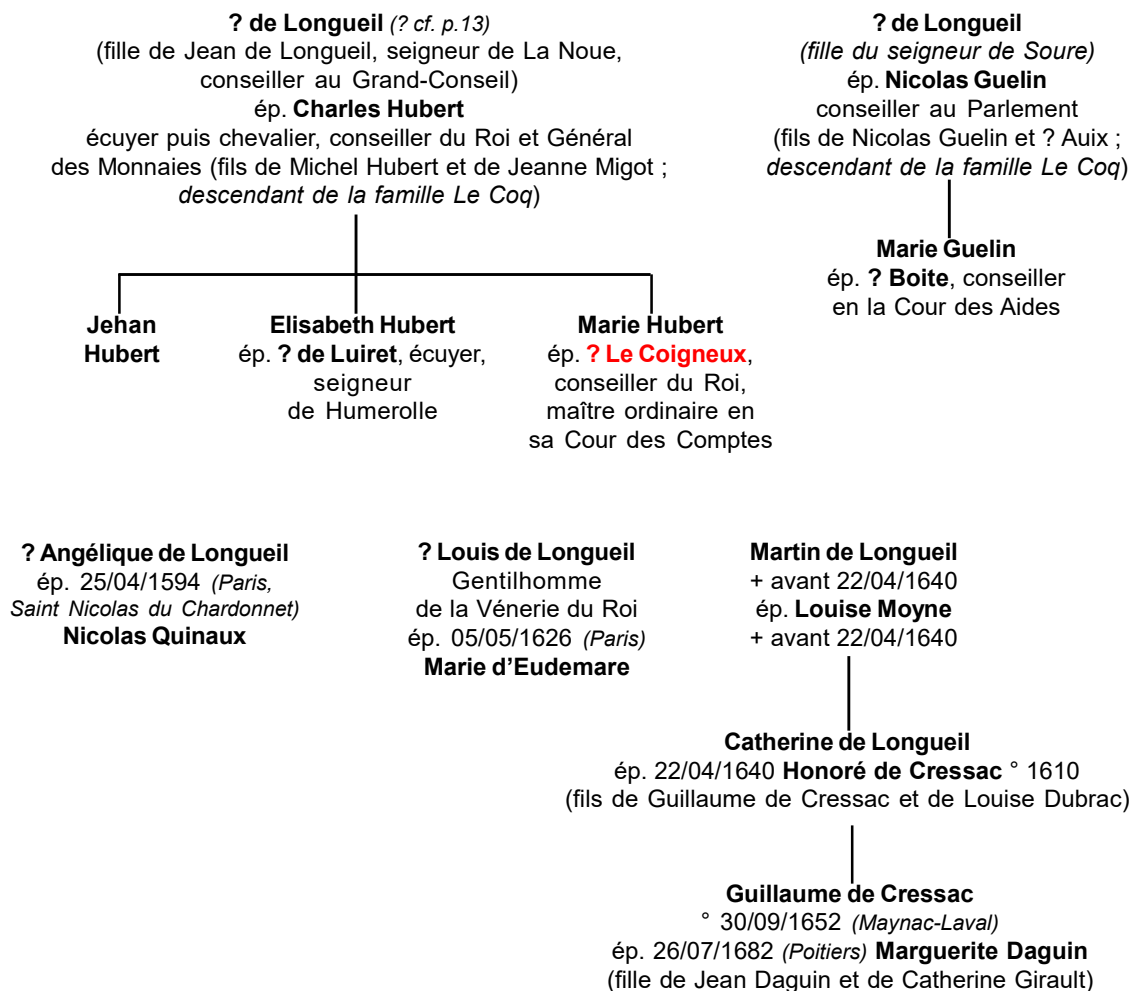 ? de Longueil (? cf. p.13)
(fille de Jean de Longueil, seigneur de La Noue,
conseiller au Grand-Conseil)
ép. Charles Hubert
écuyer puis chevalier, conseiller du Roi et Général
des Monnaies (fils de Michel Hubert et de Jeanne Migot ;
descendant de la famille Le Coq)
? de Longueil
(fille du seigneur de Soure)
ép. Nicolas Guelin
conseiller au Parlement
(fils de Nicolas Guelin et ? Auix ;
descendant de la famille Le Coq)
Marie Guelin
ép. ? Boite, conseiller
en la Cour des Aides
Jehan
Hubert
Elisabeth Hubert
ép. ? de Luiret, écuyer,
seigneur
de Humerolle
Marie Hubert
ép. ? Le Coigneux,
conseiller du Roi,
maître ordinaire en
sa Cour des Comptes
? Angélique de Longueil
ép. 25/04/1594 (Paris,
Saint Nicolas du Chardonnet)
Nicolas Quinaux
? Louis de Longueil
Gentilhomme
de la Vénerie du Roi
ép. 05/05/1626 (Paris)
Marie d'Eudemare
Martin de Longueil
+ avant 22/04/1640
ép. Louise Moyne
+ avant 22/04/1640
Catherine de Longueil
ép. 22/04/1640 Honoré de Cressac ° 1610
(fils de Guillaume de Cressac et de Louise Dubrac)
Guillaume de Cressac
° 30/09/1652 (Maynac-Laval)
ép. 26/07/1682 (Poitiers) Marguerite Daguin
(fille de Jean Daguin et de Catherine Girault)